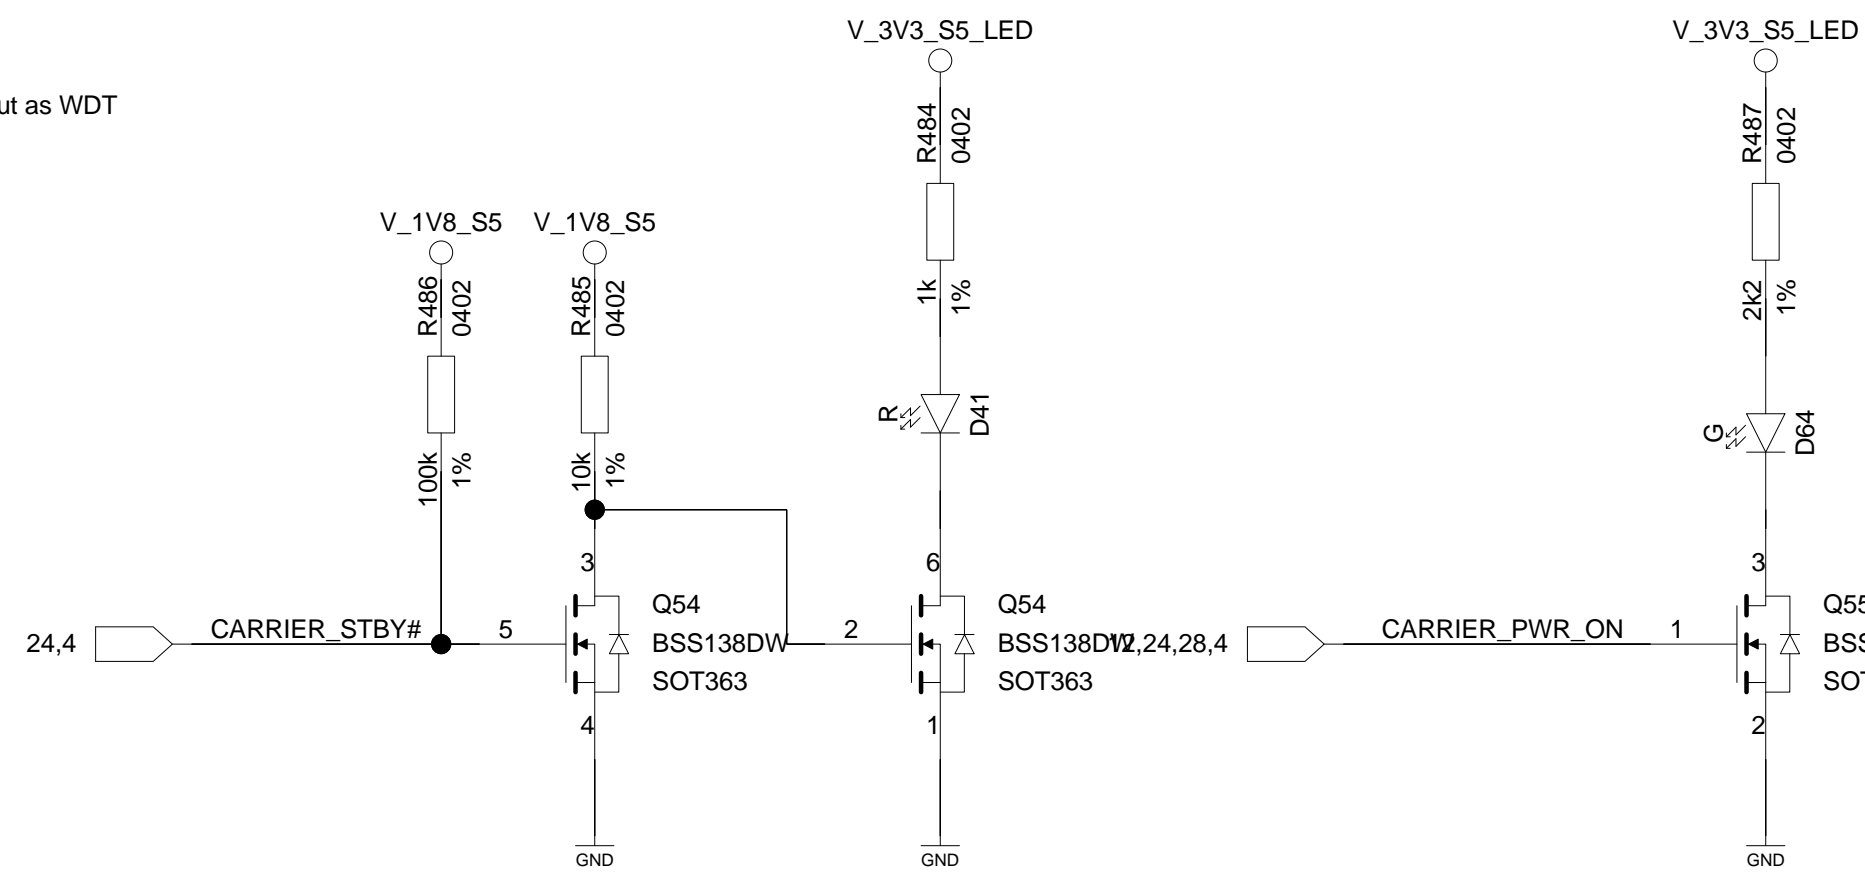 V_3V3_S5_LED
V_3V3_S5_LED
ut as WDT
R484
0402
R487
0402
V_1V8_S5
V_1V8_S5
R486
0402
R485
0402
1k
1%
2k2
1%
R
D41
G
D64
100k
1%
10k
1%
3
6
3
24,4
CARRIER_STBY#
5
Q54
BSS138DW
SOT363
2
Q54
BSS138DW
SOT363
12,24,28,4
CARRIER_PWR_ON
1
Q55
BSS
SOT
4
1
2
GND
GND
GND